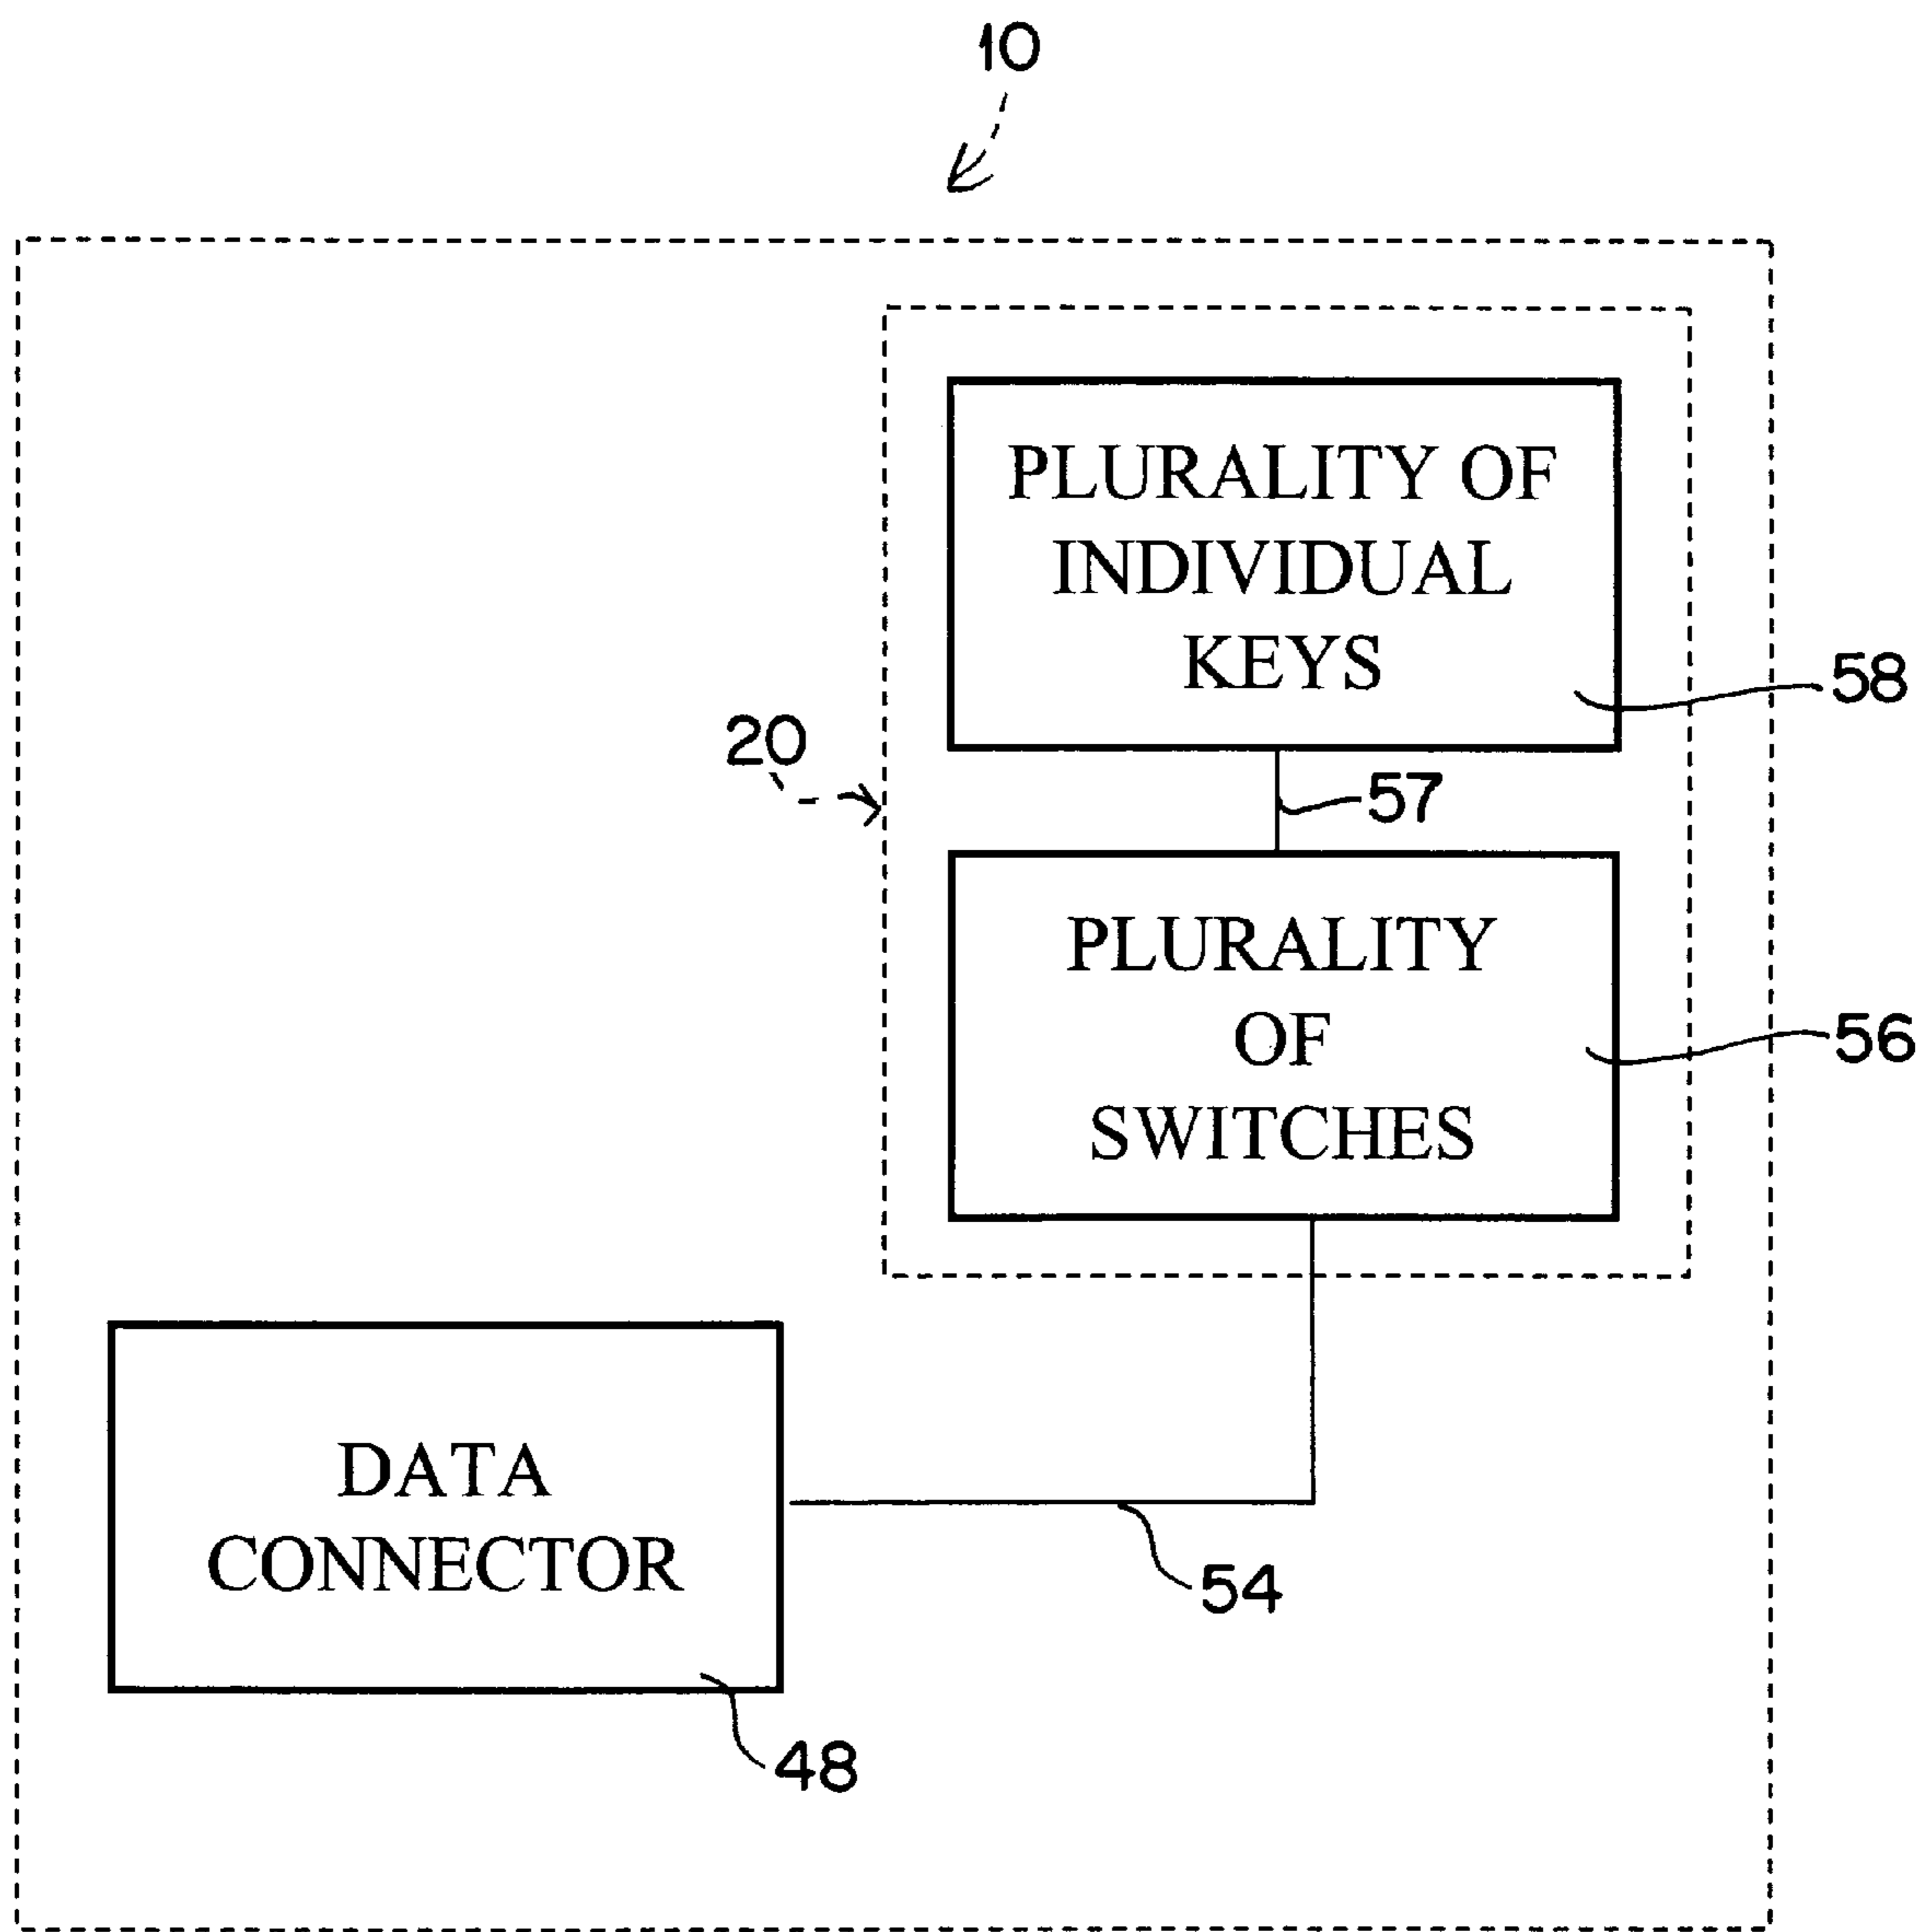 10
PLURALITY OF
INDIVIDUAL
KEYS
58
20
57
PLURALITY
OF
SWITCHES
56
DATA
CONNECTOR
54
48